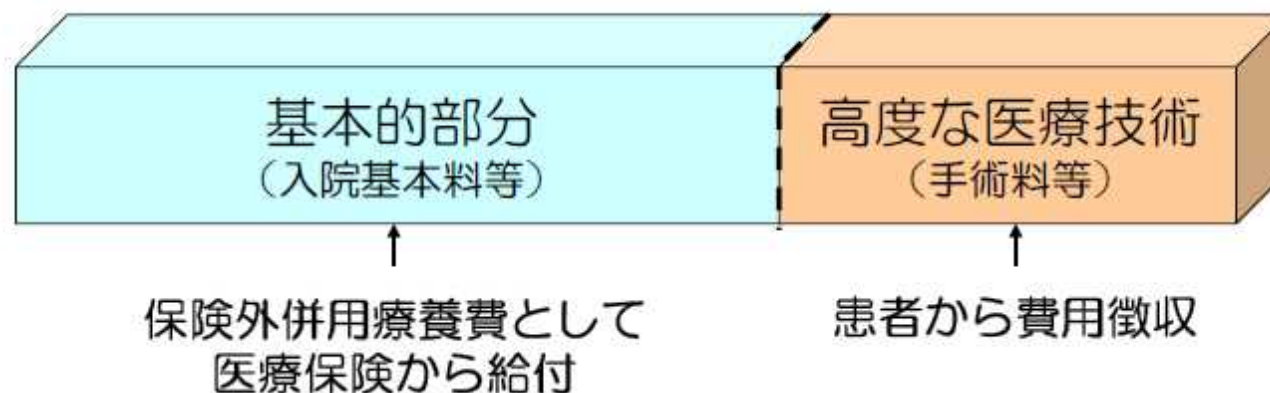 基本的部分
（入院基本料等）
高度な医療技術
（手術料等）
保険外併用療養費として
医療保険から給付
患者から費用徴収